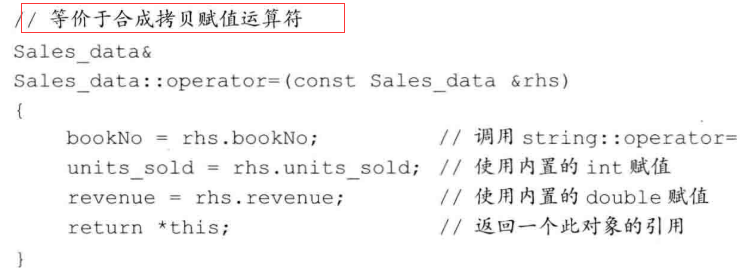 // 等价于合成拷贝赋值运算符
Sales_data&
Sales_data::operator=(const Sales_data &rhs)
{
bookNo = rhs.bookNo; // 调用 string::operator=
units_sold = rhs.units_sold; // 使用内置的 int 赋值
revenue = rhs.revenue; // 使用内置的 double 赋值
return *this; // 返回一个此对象的引用
}